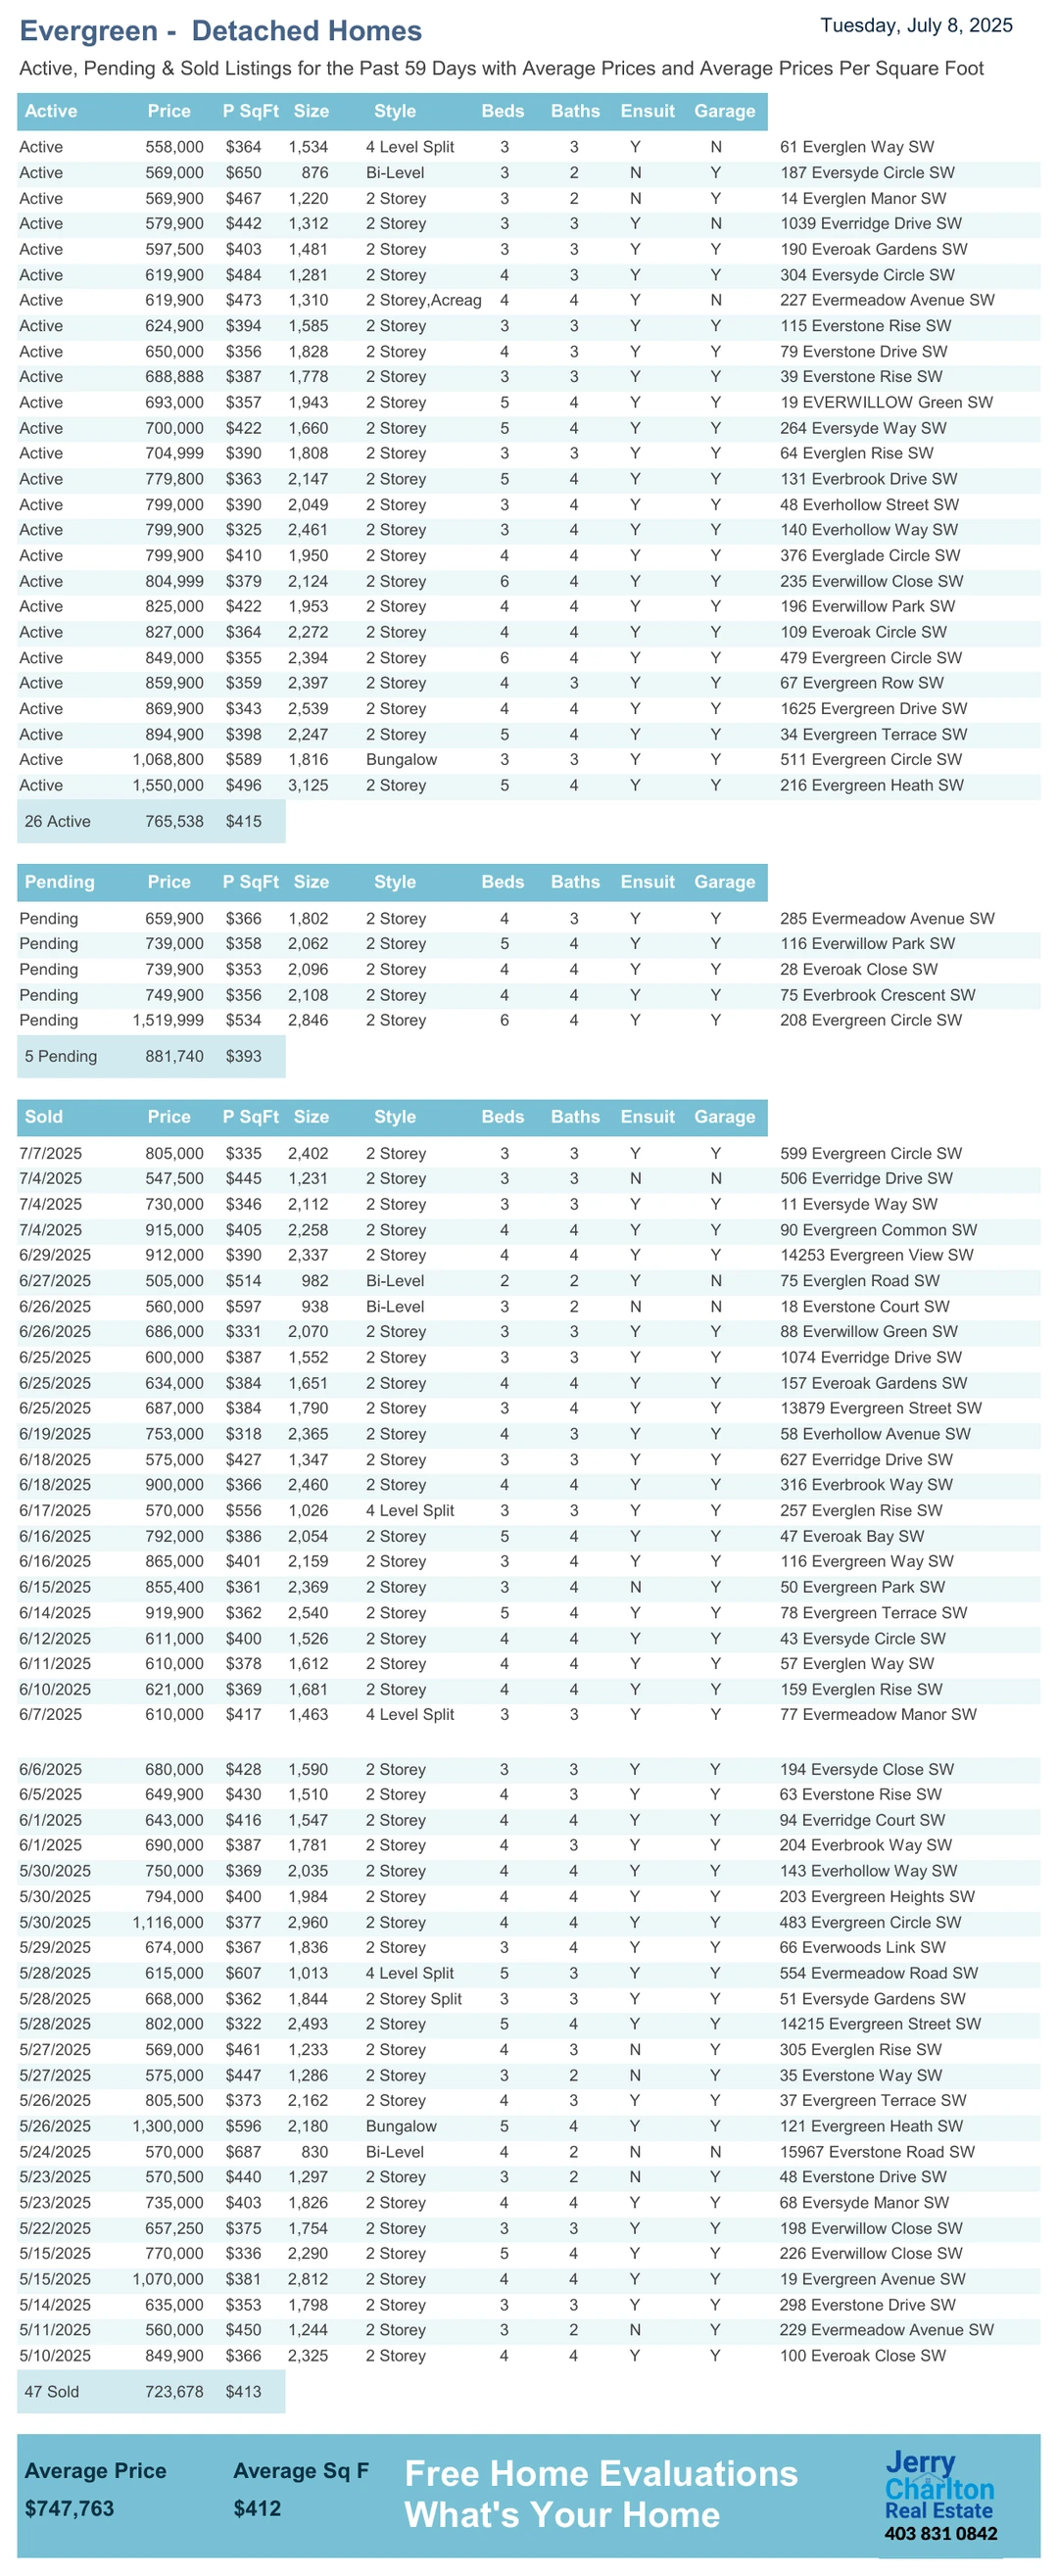 Evergreen - Detached Homes
Tuesday, July 8, 2025
Active, Pending & Sold Listings for the Past 59 Days with Average Prices and Average Prices Per Square Foot
Active Price P SqFt Size Style Beds Baths Ensuit Garage
Active 558,000 $364 1,534 4 Level Split 3 3 Y N 61 Everglen Way SW
Active 569,000 $650 876 Bi-Level 3 2 N Y 187 Eversyde Circle SW
Active 569,900 $467 1,220 2 Storey 3 2 N Y 14 Everglen Manor SW
Active 579,900 $442 1,312 2 Storey 3 3 Y N 1039 Everridge Drive SW
Active 597,500 $403 1,481 2 Storey 3 3 Y Y 190 Everoak Gardens SW
Active 619,900 $484 1,281 2 Storey 4 3 Y Y 304 Eversyde Circle SW
Active 619,900 $473 1,310 2 Storey,Acreag 4 4 Y N 227 Evermeadow Avenue SW
Active 624,900 $394 1,585 2 Storey 3 3 Y Y 115 Everstone Rise SW
Active 650,000 $356 1,828 2 Storey 4 3 Y Y 79 Everstone Drive SW
Active 688,888 $387 1,778 2 Storey 3 3 Y Y 39 Everstone Rise SW
Active 693,000 $357 1,943 2 Storey 5 4 Y Y 19 EVERWILLOW Green SW
Active 700,000 $422 1,660 2 Storey 5 4 Y Y 264 Eversyde Way SW
Active 704,999 $390 1,808 2 Storey 3 3 Y Y 64 Everglen Rise SW
Active 779,800 $363 2,147 2 Storey 5 4 Y Y 131 Everbrook Drive SW
Active 799,000 $390 2,049 2 Storey 3 4 Y Y 48 Everhollow Street SW
Active 799,900 $325 2,461 2 Storey 3 4 Y Y 140 Everhollow Way SW
Active 799,900 $410 1,950 2 Storey 4 4 Y Y 376 Everglade Circle SW
Active 804,999 $379 2,124 2 Storey 6 4 Y Y 235 Everwillow Close SW
Active 825,000 $422 1,953 2 Storey 4 4 Y Y 196 Everwillow Park SW
Active 827,000 $364 2,272 2 Storey 4 4 Y Y 109 Everoak Circle SW
Active 849,000 $355 2,394 2 Storey 6 4 Y Y 479 Evergreen Circle SW
Active 859,900 $359 2,397 2 Storey 4 3 Y Y 67 Evergreen Row SW
Active 869,900 $343 2,539 2 Storey 4 4 Y Y 1625 Evergreen Drive SW
Active 894,900 $398 2,247 2 Storey 5 4 Y Y 34 Evergreen Terrace SW
Active 1,068,800 $589 1,816 Bungalow 3 3 Y Y 511 Evergreen Circle SW
Active 1,550,000 $496 3,125 2 Storey 5 4 Y Y 216 Evergreen Heath SW
26 Active 765,538 $415
Pending Price P SqFt Size Style Beds Baths Ensuit Garage
Pending 659,900 $366 1,802 2 Storey 4 3 Y Y 285 Evermeadow Avenue SW
Pending 739,000 $358 2,062 2 Storey 5 4 Y Y 116 Everwillow Park SW
Pending 739,900 $353 2,096 2 Storey 4 4 Y Y 28 Everoak Close SW
Pending 749,900 $356 2,108 2 Storey 4 4 Y Y 75 Everbrook Crescent SW
Pending 1,519,999 $534 2,846 2 Storey 6 4 Y Y 208 Evergreen Circle SW
5 Pending 881,740 $393
Sold Price P SqFt Size Style Beds Baths Ensuit Garage
7/7/2025 805,000 $335 2,402 2 Storey 3 3 Y Y 599 Evergreen Circle SW
7/4/2025 547,500 $445 1,231 2 Storey 3 3 N N 506 Everridge Drive SW
7/4/2025 730,000 $346 2,112 2 Storey 3 3 Y Y 11 Eversyde Way SW
7/4/2025 915,000 $405 2,258 2 Storey 4 4 Y Y 90 Evergreen Common SW
6/29/2025 912,000 $390 2,337 2 Storey 4 4 Y Y 14253 Evergreen View SW
6/27/2025 505,000 $514 982 Bi-Level 2 2 Y N 75 Everglen Road SW
6/26/2025 560,000 $597 938 Bi-Level 3 2 N N 18 Everstone Court SW
6/26/2025 686,000 $331 2,070 2 Storey 3 3 Y Y 88 Everwillow Green SW
6/25/2025 600,000 $387 1,552 2 Storey 3 3 Y Y 1074 Everridge Drive SW
6/25/2025 634,000 $384 1,651 2 Storey 4 4 Y Y 157 Everoak Gardens SW
6/25/2025 687,000 $384 1,790 2 Storey 3 4 Y Y 13879 Evergreen Street SW
6/19/2025 753,000 $318 2,365 2 Storey 4 3 Y Y 58 Everhollow Avenue SW
6/18/2025 575,000 $427 1,347 2 Storey 3 3 Y Y 627 Everridge Drive SW
6/18/2025 900,000 $366 2,460 2 Storey 4 4 Y Y 316 Everbrook Way SW
6/17/2025 570,000 $556 1,026 4 Level Split 3 3 Y Y 257 Everglen Rise SW
6/16/2025 792,000 $386 2,054 2 Storey 5 4 Y Y 47 Everoak Bay SW
6/16/2025 865,000 $401 2,159 2 Storey 3 4 Y Y 116 Evergreen Way SW
6/15/2025 855,400 $361 2,369 2 Storey 3 4 N Y 50 Evergreen Park SW
6/14/2025 919,900 $362 2,540 2 Storey 5 4 Y Y 78 Evergreen Terrace SW
6/12/2025 611,000 $400 1,526 2 Storey 4 4 Y Y 43 Eversyde Circle SW
6/11/2025 610,000 $378 1,612 2 Storey 4 4 Y Y 57 Everglen Way SW
6/10/2025 621,000 $369 1,681 2 Storey 4 4 Y Y 159 Everglen Rise SW
6/7/2025 610,000 $417 1,463 4 Level Split 3 3 Y Y 77 Evermeadow Manor SW
6/6/2025 680,000 $428 1,590 2 Storey 3 3 Y Y 194 Eversyde Close SW
6/5/2025 649,900 $430 1,510 2 Storey 4 3 Y Y 63 Everstone Rise SW
6/1/2025 643,000 $416 1,547 2 Storey 4 4 Y Y 94 Everridge Court SW
6/1/2025 690,000 $387 1,781 2 Storey 4 3 Y Y 204 Everbrook Way SW
5/30/2025 750,000 $369 2,035 2 Storey 4 4 Y Y 143 Everhollow Way SW
5/30/2025 794,000 $400 1,984 2 Storey 4 4 Y Y 203 Evergreen Heights SW
5/30/2025 1,116,000 $377 2,960 2 Storey 4 4 Y Y 483 Evergreen Circle SW
5/29/2025 674,000 $367 1,836 2 Storey 3 4 Y Y 66 Everwoods Link SW
5/28/2025 615,000 $607 1,013 4 Level Split 5 3 Y Y 554 Evermeadow Road SW
5/28/2025 668,000 $362 1,844 2 Storey Split 3 3 Y Y 51 Eversyde Gardens SW
5/28/2025 802,000 $322 2,493 2 Storey 5 4 Y Y 14215 Evergreen Street SW
5/27/2025 569,000 $461 1,233 2 Storey 4 3 N Y 305 Everglen Rise SW
5/27/2025 575,000 $447 1,286 2 Storey 3 2 N Y 35 Everstone Way SW
5/26/2025 805,500 $373 2,162 2 Storey 4 3 Y Y 37 Evergreen Terrace SW
5/26/2025 1,300,000 $596 2,180 Bungalow 5 4 Y Y 121 Evergreen Heath SW
5/24/2025 570,000 $687 830 Bi-Level 4 2 N N 15967 Everstone Road SW
5/23/2025 570,500 $440 1,297 2 Storey 3 2 N Y 48 Everstone Drive SW
5/23/2025 735,000 $403 1,826 2 Storey 4 4 Y Y 68 Eversyde Manor SW
5/22/2025 657,250 $375 1,754 2 Storey 3 3 Y Y 198 Everwillow Close SW
5/15/2025 770,000 $336 2,290 2 Storey 5 4 Y Y 226 Everwillow Close SW
5/15/2025 1,070,000 $381 2,812 2 Storey 4 4 Y Y 19 Evergreen Avenue SW
5/14/2025 635,000 $353 1,798 2 Storey 3 3 Y Y 298 Everstone Drive SW
5/11/2025 560,000 $450 1,244 2 Storey 3 2 N Y 229 Evermeadow Avenue SW
5/10/2025 849,900 $366 2,325 2 Storey 4 4 Y Y 100 Everoak Close SW
47 Sold 723,678 $413
Average Price Average Sq F
$747,763 $412
Free Home Evaluations
What's Your Home
Jerry
Charlton
Real Estate
403 831 0842